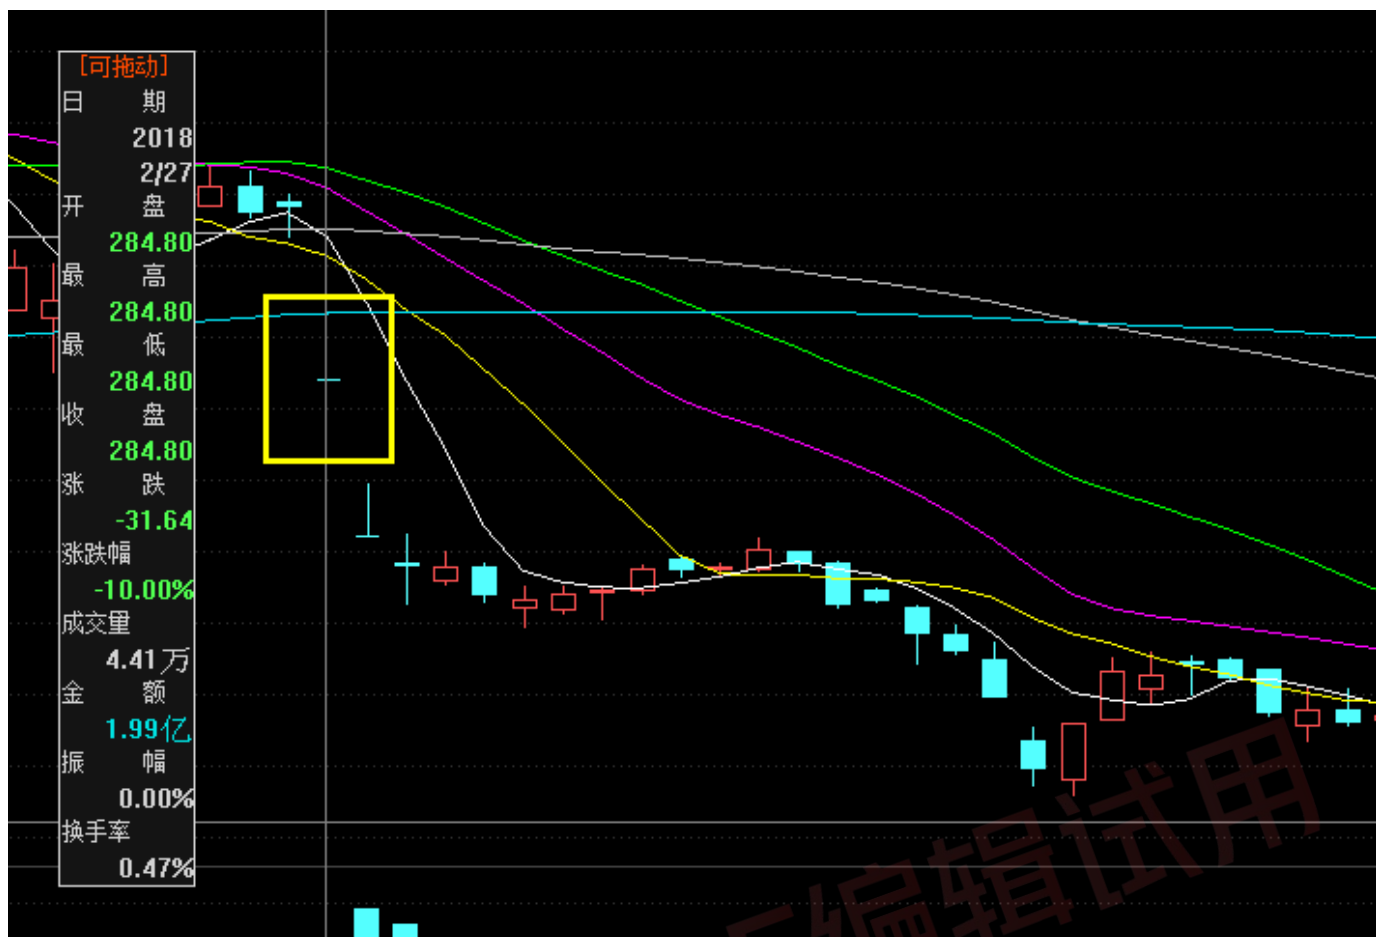 [可拖动]
日 期
2018
2/27
开 盘
284.80
最 高
284.80
最 低
284.80
收 盘
284.80
涨 跌
-31.64
涨跌幅
-10.00%
成交量
4.41万
金 额
1.99亿
振 幅
0.00%
换手率
0.47%
编辑试用